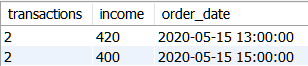 transactions income order_date
2 420 2020-05-15 13:00:00
2 400 2020-05-15 15:00:00